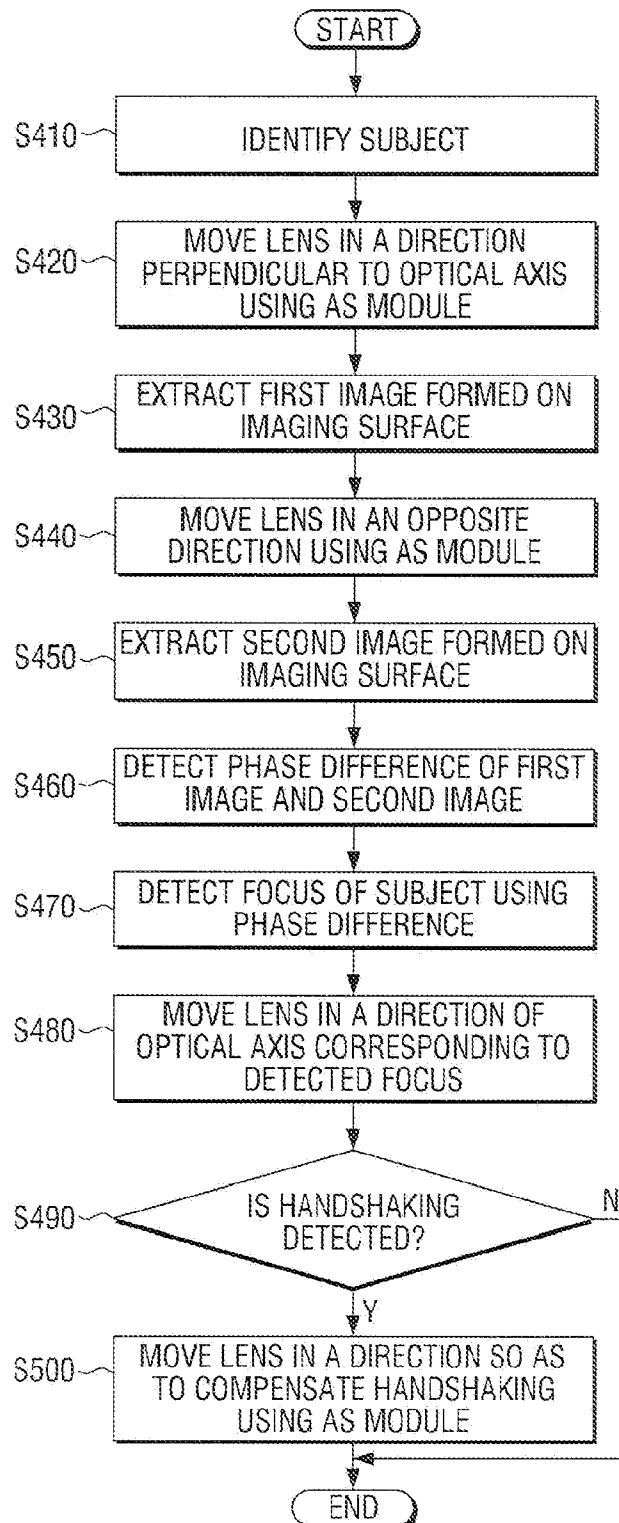 START
S410
IDENTIFY SUBJECT
S420
MOVE LENS IN A DIRECTION
PERPENDICULAR TO OPTICAL AXIS
USING AS MODULE
S430
EXTRACT FIRST IMAGE FORMED ON
IMAGING SURFACE
S440
MOVE LENS IN AN OPPOSITE
DIRECTION USING AS MODULE
S450
EXTRACT SECOND IMAGE FORMED ON
IMAGING SURFACE
S460
DETECT PHASE DIFFERENCE OF FIRST
IMAGE AND SECOND IMAGE
S470
DETECT FOCUS OF SUBJECT USING
PHASE DIFFERENCE
S480
MOVE LENS IN A DIRECTION OF
OPTICAL AXIS CORRESPONDING TO
DETECTED FOCUS
S490
IS HANDSHAKING
DETECTED?
N
Y
S500
MOVE LENS IN A DIRECTION SO AS
TO COMPENSATE HANDSHAKING
USING AS MODULE
END